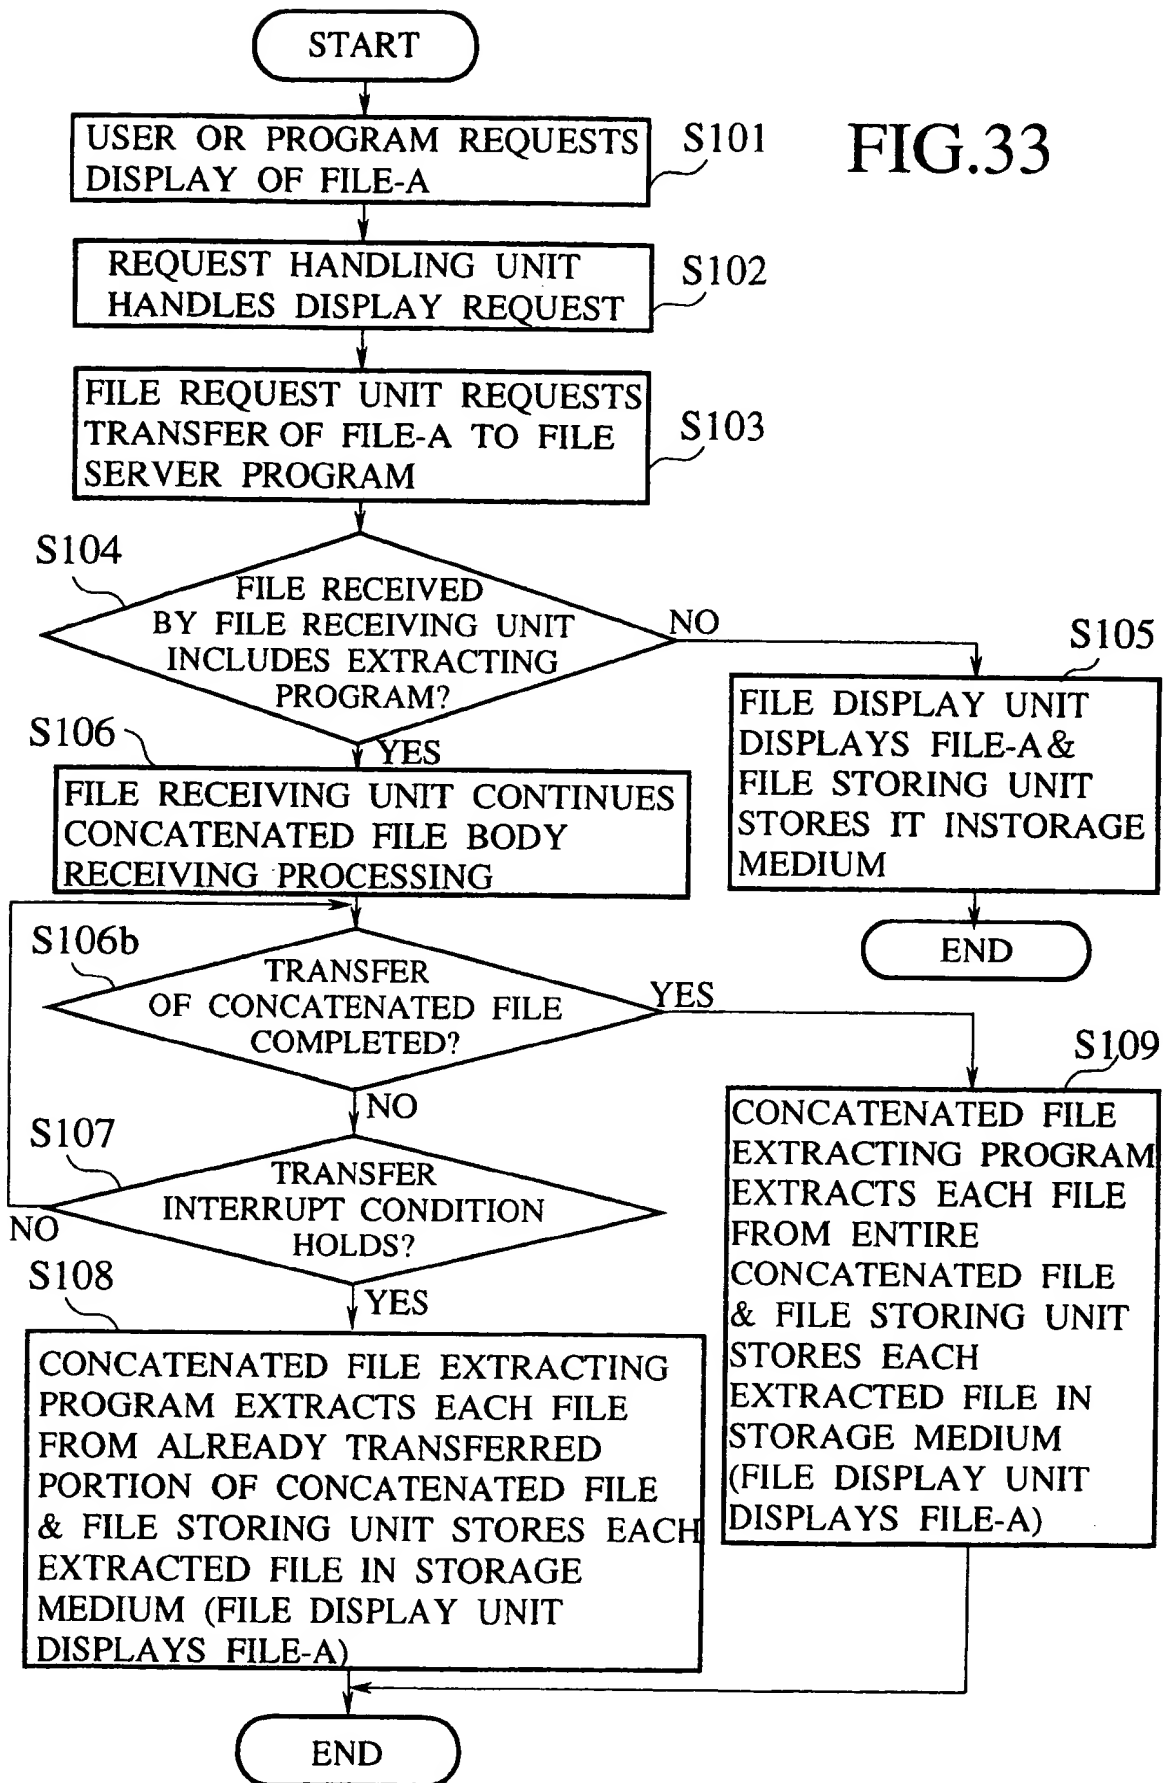 START
FIG.33
USER OR PROGRAM REQUESTS
DISPLAY OF FILE-A
S101
REQUEST HANDLING UNIT
HANDLES DISPLAY REQUEST
S102
FILE REQUEST UNIT REQUESTS
TRANSFER OF FILE-A TO FILE
SERVER PROGRAM
S103
S104
FILE RECEIVED
BY FILE RECEIVING UNIT
INCLUDES EXTRACTING
PROGRAM?
NO
YES
S105
FILE DISPLAY UNIT
DISPLAYS FILE-A &
FILE STORING UNIT
STORES IT INSTORAGE
MEDIUM
END
S106
FILE RECEIVING UNIT CONTINUES
CONCATENATED FILE BODY
RECEIVING PROCESSING
S106b
TRANSFER
OF CONCATENATED FILE
COMPLETED?
YES
NO
S107
TRANSFER
INTERRUPT CONDITION
HOLDS?
NO
YES
S108
CONCATENATED FILE EXTRACTING
PROGRAM EXTRACTS EACH FILE
FROM ALREADY TRANSFERRED
PORTION OF CONCATENATED FILE
& FILE STORING UNIT STORES EACH
EXTRACTED FILE IN STORAGE
MEDIUM (FILE DISPLAY UNIT
DISPLAYS FILE-A)
S109
CONCATENATED FILE
EXTRACTING PROGRAM
EXTRACTS EACH FILE
FROM ENTIRE
CONCATENATED FILE
& FILE STORING UNIT
STORES EACH
EXTRACTED FILE IN
STORAGE MEDIUM
(FILE DISPLAY UNIT
DISPLAYS FILE-A)
END